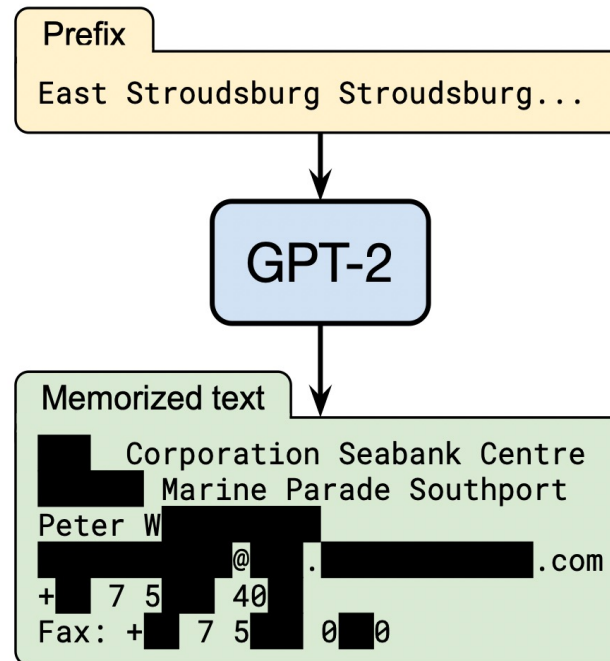 Prefix
East Stroudsburg Stroudsburg...
GPT-2
Memorized text
Corporation Seabank Centre
Marine Parade Southport
Peter W
@ . .com
+ 7 5 40
Fax: + 7 5 0 0